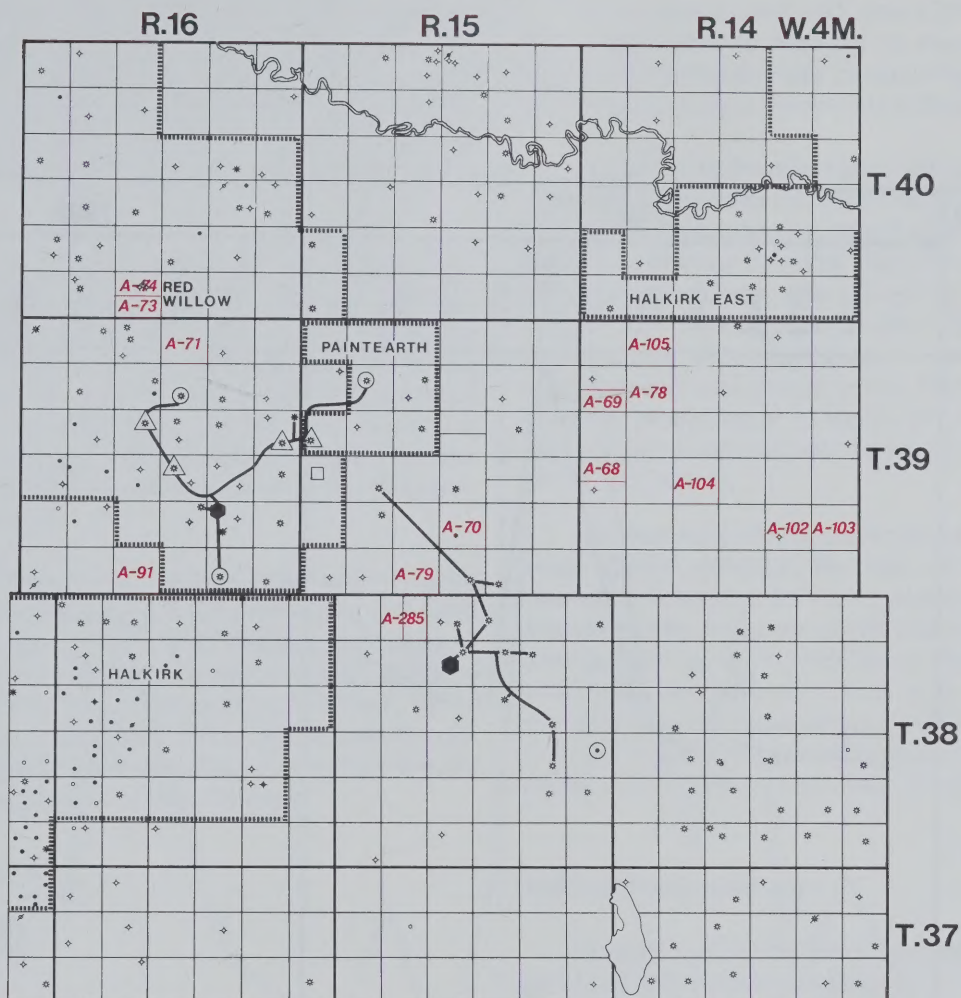 R.16 R.15 R.14 W.4M.
T.40
A-74 RED
A-73 WILLOW
HALKIRK EAST
A-71
PAINTEARTH
A-105
A-69 A-78
T.39
A-68
A-104
A-70
A-102 A-103
A-91
A-79
A-285
HALKIRK
T.38
T.37